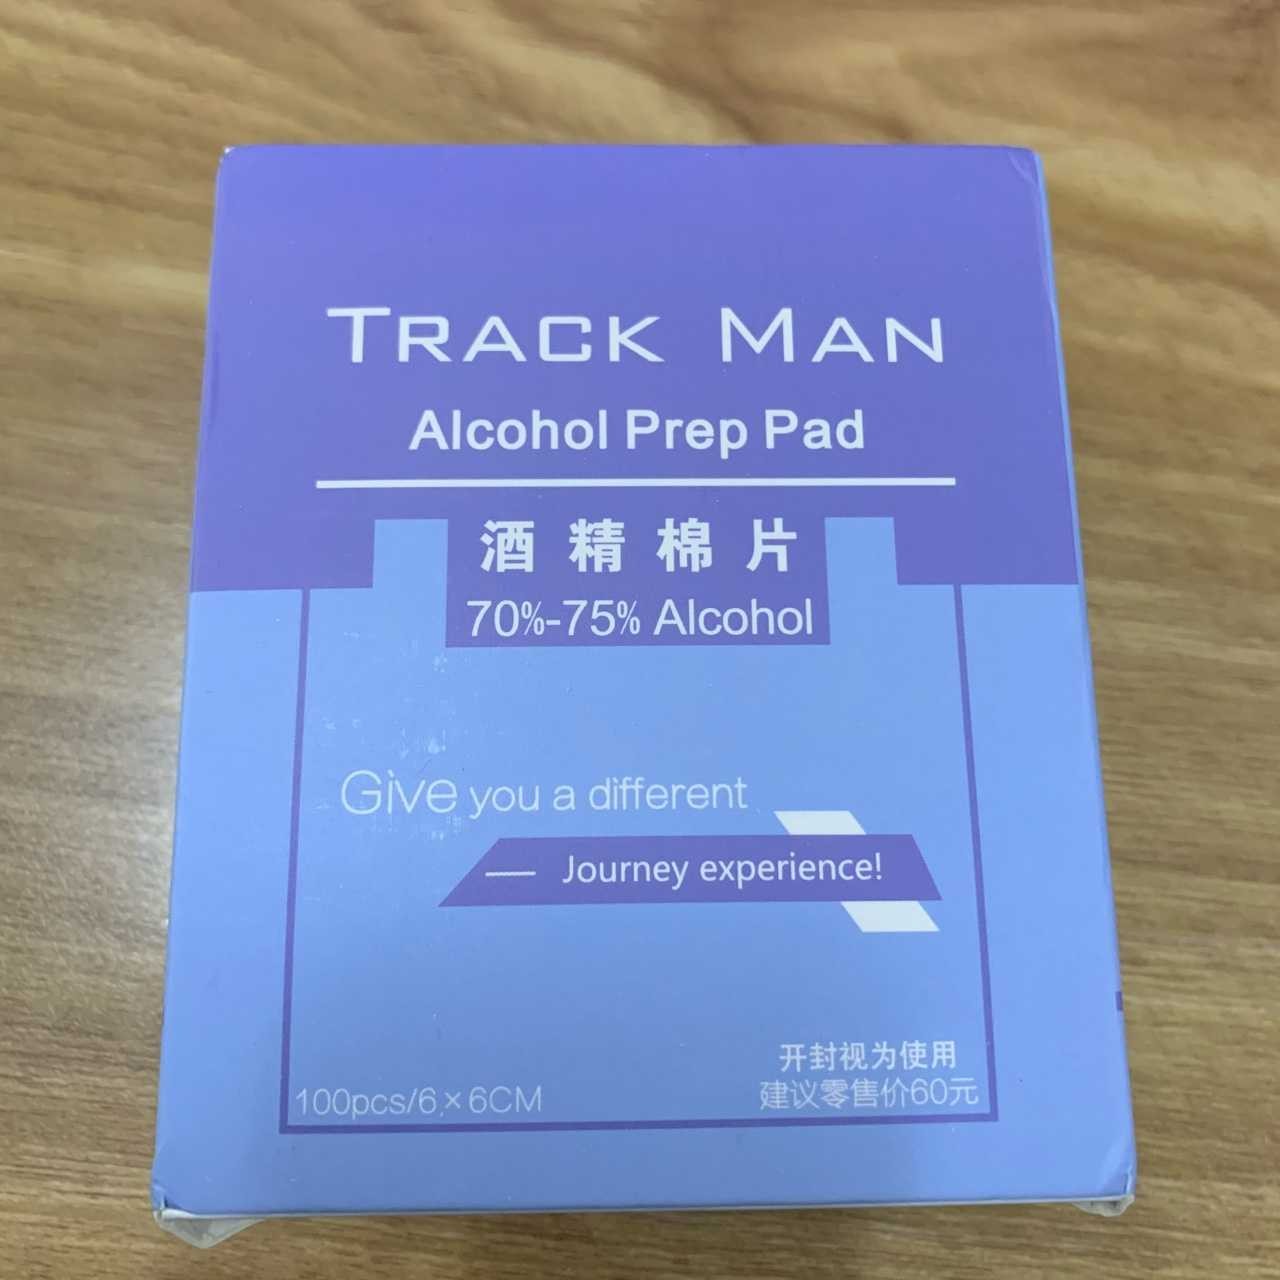 TRACK MAN
Alcohol Prep Pad
酒精棉片
70%-75% Alcohol
Give you a different
— Journey experience!
开封视为使用
100pcs/6×6CM
建议零售价60元